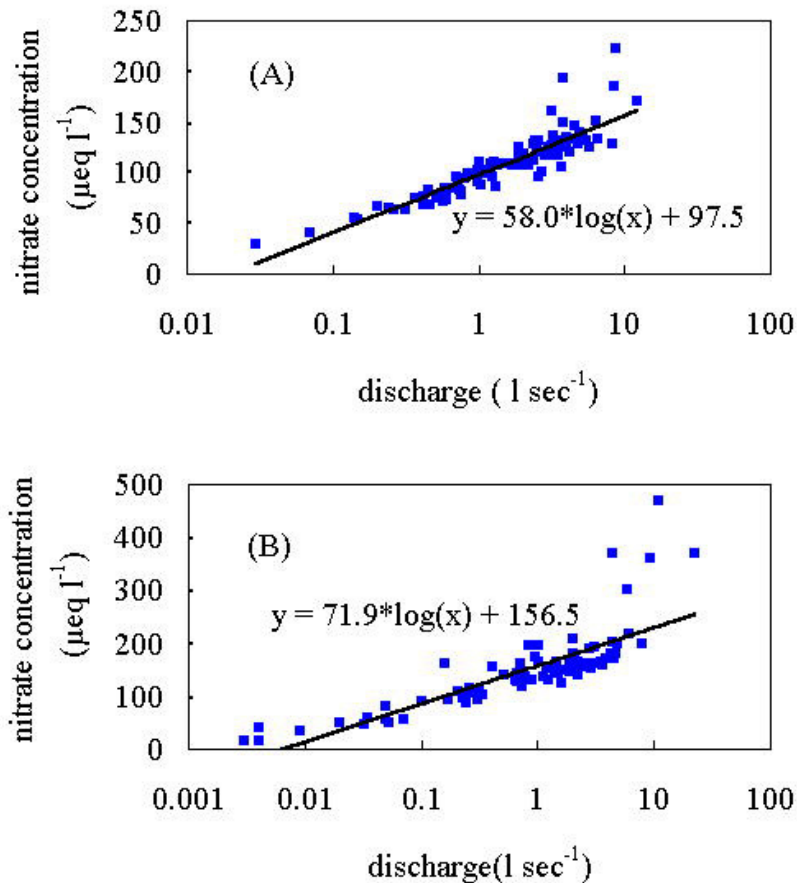 250
200
150
100
50
0
(A)
y = 58.0*log(x) + 97.5
nitrate concentration
(µeq l⁻¹)
0.01 0.1 1 10 100
discharge ( l sec⁻¹)
500
400
300
200
100
0
(B)
y = 71.9*log(x) + 156.5
nitrate concentration
(µeq l⁻¹)
0.001 0.01 0.1 1 10 100
discharge(l sec⁻¹)